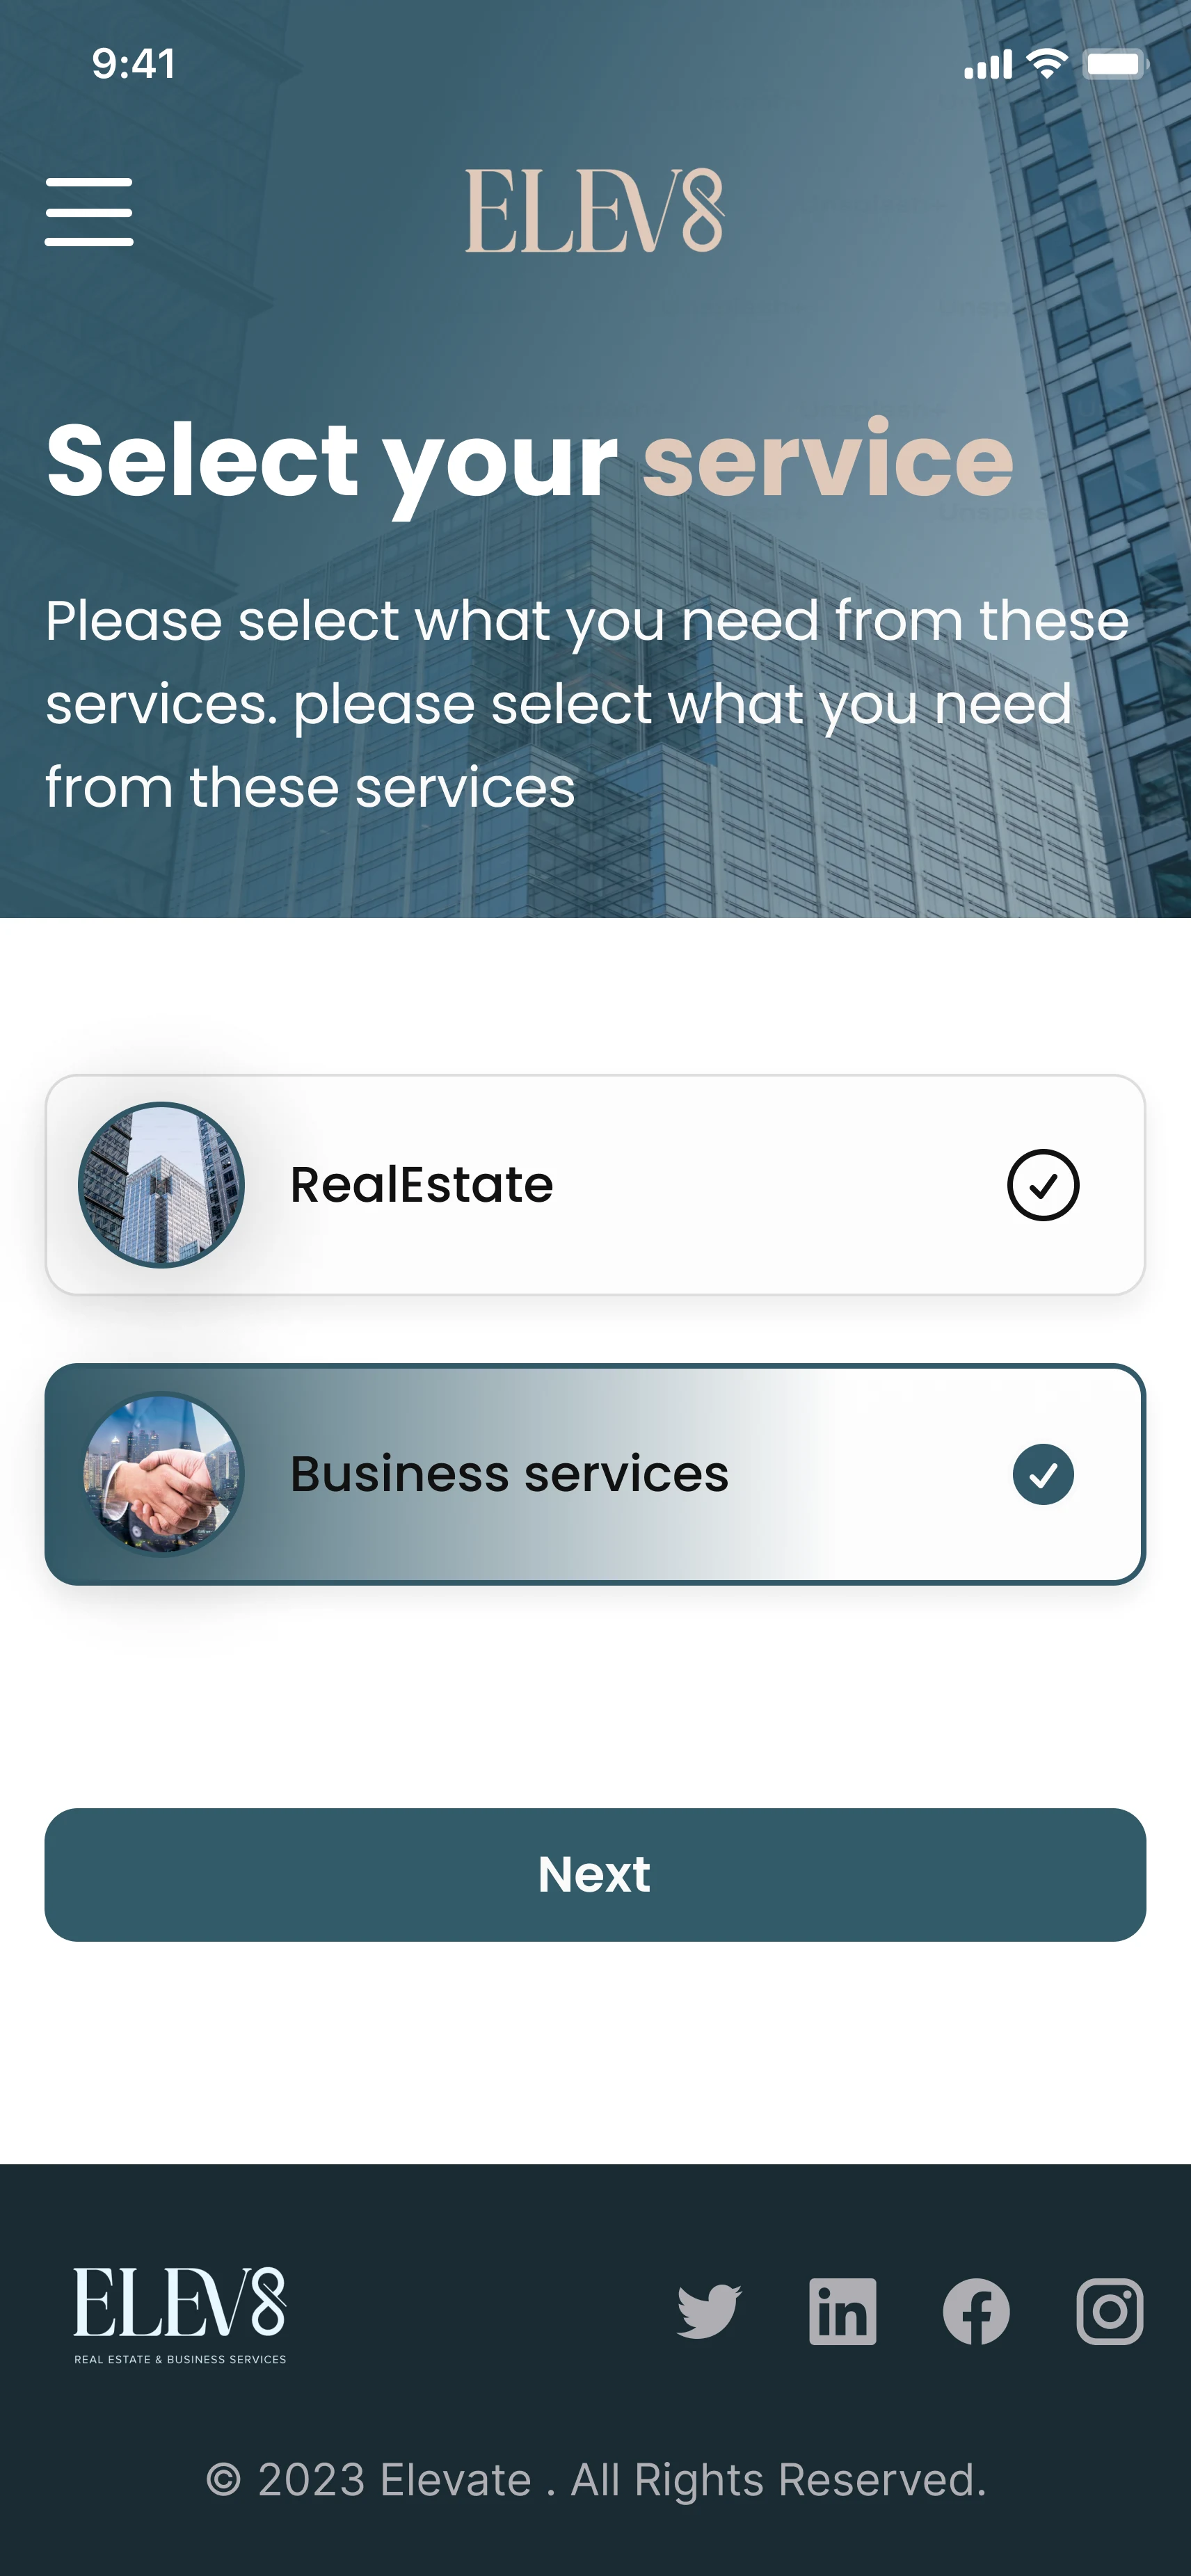 9:41
ELEV8
Select your service
Please select what you need from these
services. please select what you need
from these services
RealEstate
Business services
Next
ELEV8
REAL ESTATE & BUSINESS SERVICES
© 2023 Elevate . All Rights Reserved.